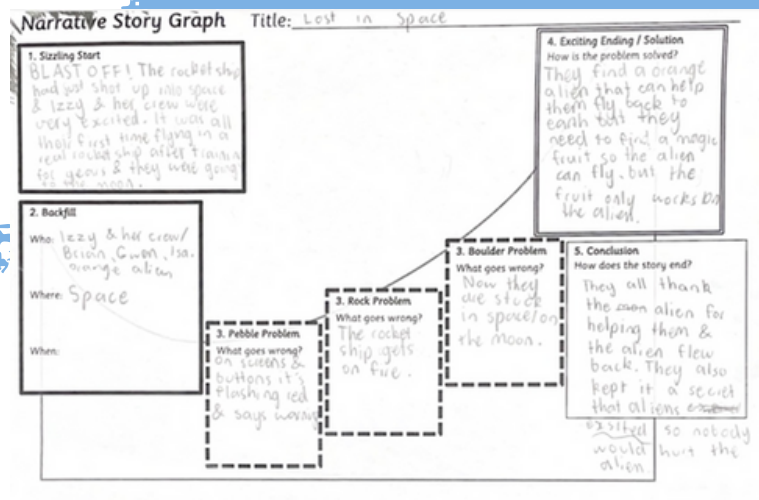 Narrative Story Graph Title: Lost in Space
1. Sizzling Start
BLAST OFF! The rocket ship
had just shot up into space
& Izzy & her crew were
very excited. It was all
their first time flying in a
real rocket ship after training
for years & they were going
to the moon.
2. Backfill
Who: Izzy & her crew/
Brian, Gwen, Isa.
orange alien
Where: Space
When:
3. Pebble Problem
What goes wrong?
on screens &
buttons it's
flashing red
& says warning
3. Rock Problem
What goes wrong?
The rocket
ship gets
on fire.
3. Boulder Problem
What goes wrong?
Now they
are stuck
in space/on
the moon.
4. Exciting Ending / Solution
How is the problem solved?
They find a orange
alien that can help
them fly back to
earth but they
need to find a magic
fruit so the alien
can fly. but the
fruit only works on
the alien.
5. Conclusion
How does the story end?
They all thank
the alien for
helping them &
the alien flew
back. They also
kept it a secret
that aliens
exsited so nobody
would hurt the
alien